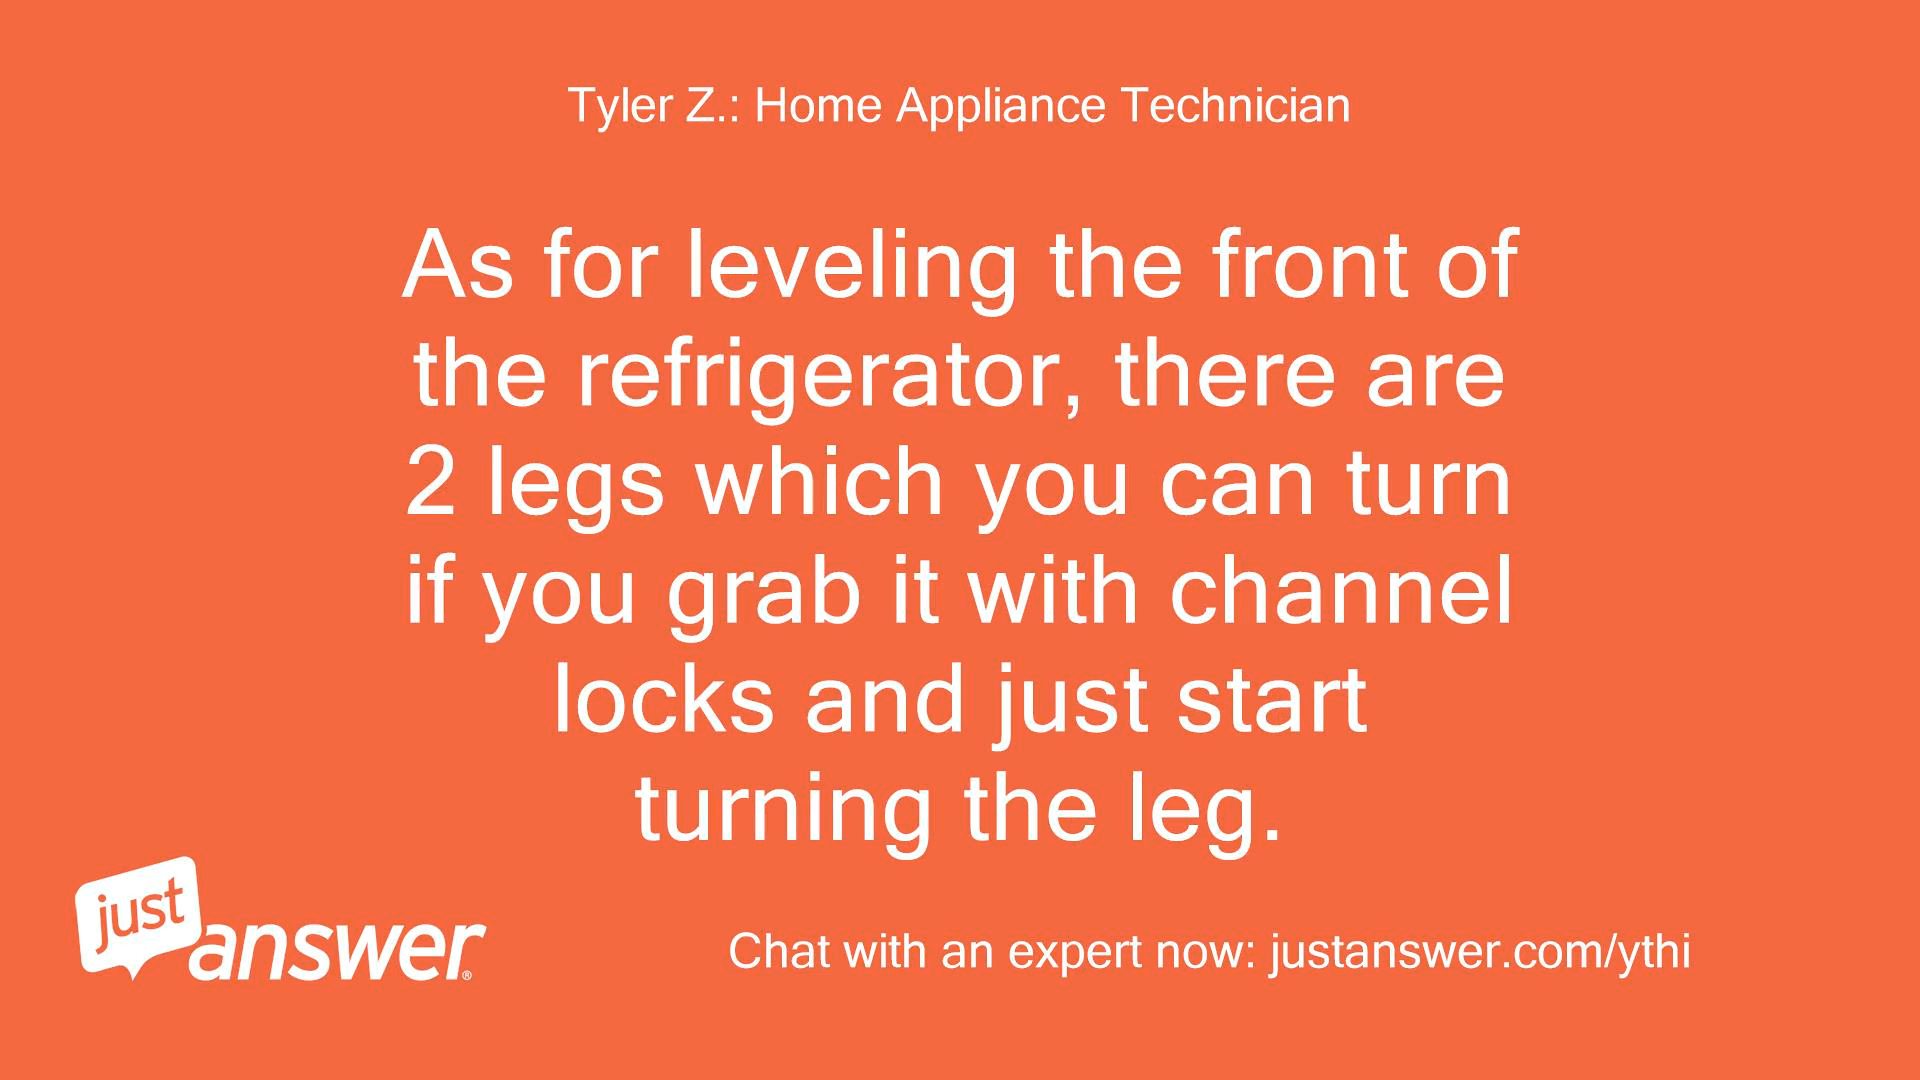 Tyler Z.: Home Appliance Technician
As for leveling the front of
the refrigerator, there are
2 legs which you can turn
if you grab it with channel
locks and just start
turning the leg.
just
answer®
Chat with an expert now: justanswer.com/ythi